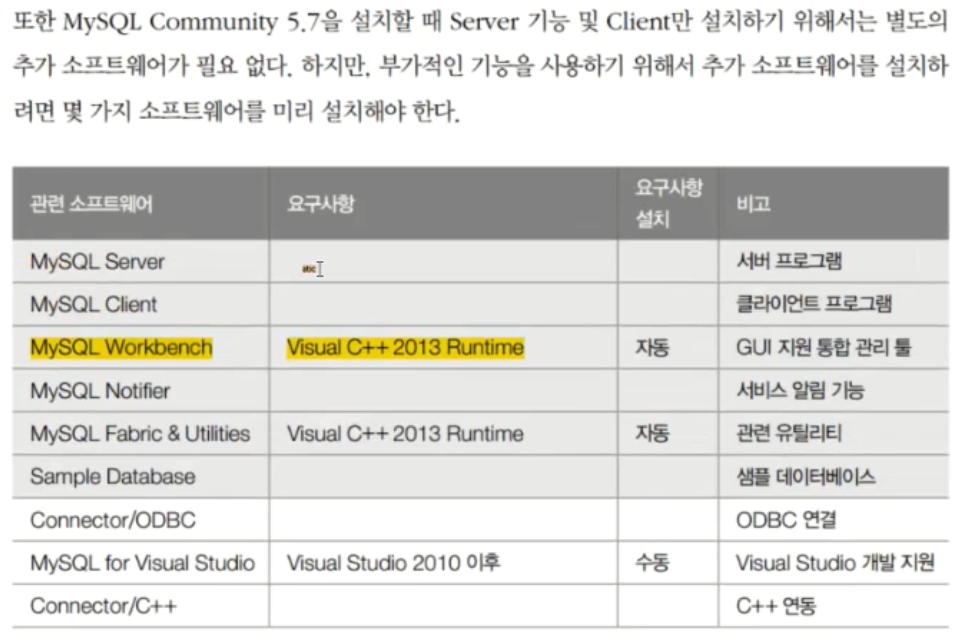 또한 MySQL Community 5.7을 설치할 때 Server 기능 및 Client만 설치하기 위해서는 별도의
추가 소프트웨어가 필요 없다. 하지만, 부가적인 기능을 사용하기 위해서 추가 소프트웨어를 설치하
려면 몇 가지 소프트웨어를 미리 설치해야 한다.
관련 소프트웨어 요구사항 요구사항 설치 비고
MySQL Server 서버 프로그램
MySQL Client 클라이언트 프로그램
MySQL Workbench Visual C++ 2013 Runtime 자동 GUI 지원 통합 관리 툴
MySQL Notifier 서비스 알림 기능
MySQL Fabric & Utilities Visual C++ 2013 Runtime 자동 관련 유틸리티
Sample Database 샘플 데이터베이스
Connector/ODBC ODBC 연결
MySQL for Visual Studio Visual Studio 2010 이후 수동 Visual Studio 개발 지원
Connector/C++ C++ 연동